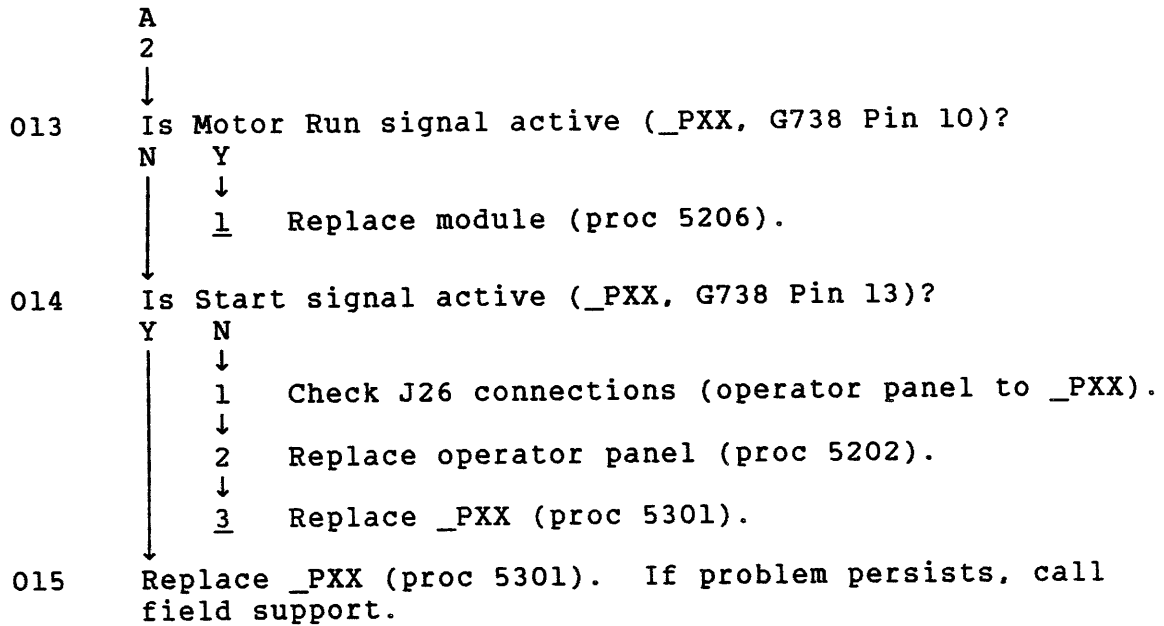 A
2
↓
013 Is Motor Run signal active (_PXX, G738 Pin 10)?
N Y
↓
1 Replace module (proc 5206).
↓
014 Is Start signal active (_PXX, G738 Pin 13)?
Y N
↓
1 Check J26 connections (operator panel to _PXX).
↓
2 Replace operator panel (proc 5202).
↓
3 Replace _PXX (proc 5301).
↓
015 Replace _PXX (proc 5301). If problem persists, call
field support.